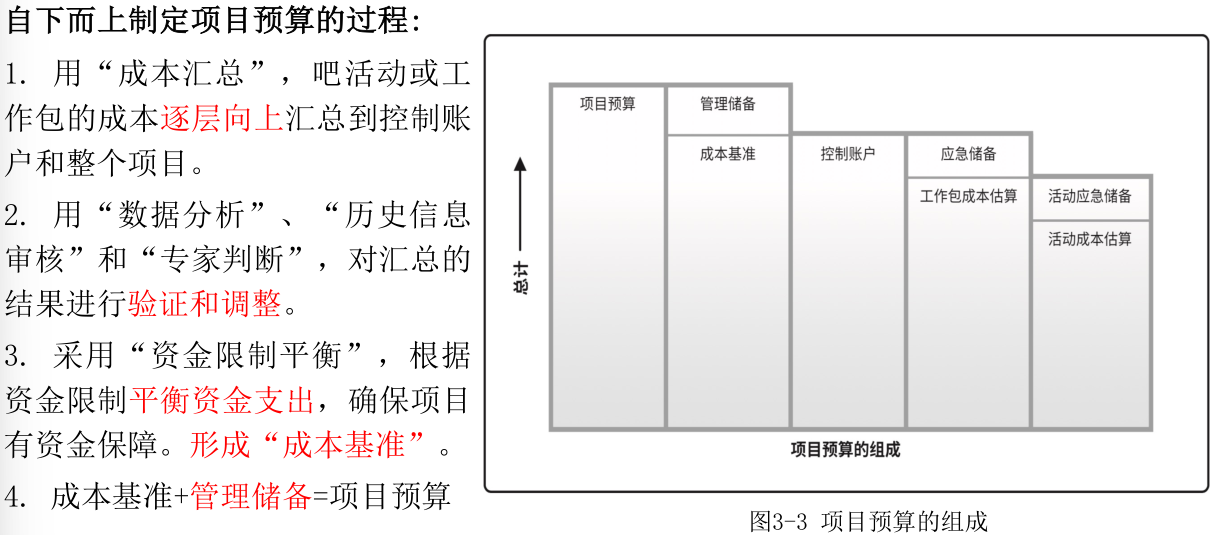 自下而上制定项目预算的过程:
1. 用“成本汇总”，吧活动或工
作包的成本逐层向上汇总到控制账
户和整个项目。
2. 用“数据分析”、“历史信息
审核”和“专家判断”，对汇总的
结果进行验证和调整。
3. 采用“资金限制平衡”，根据
资金限制平衡资金支出，确保项目
有资金保障。形成“成本基准”。
4. 成本基准+管理储备=项目预算
项目预算
管理储备
成本基准
控制账户
应急储备
工作包成本估算
活动应急储备
活动成本估算
总计
项目预算的组成
图3-3 项目预算的组成